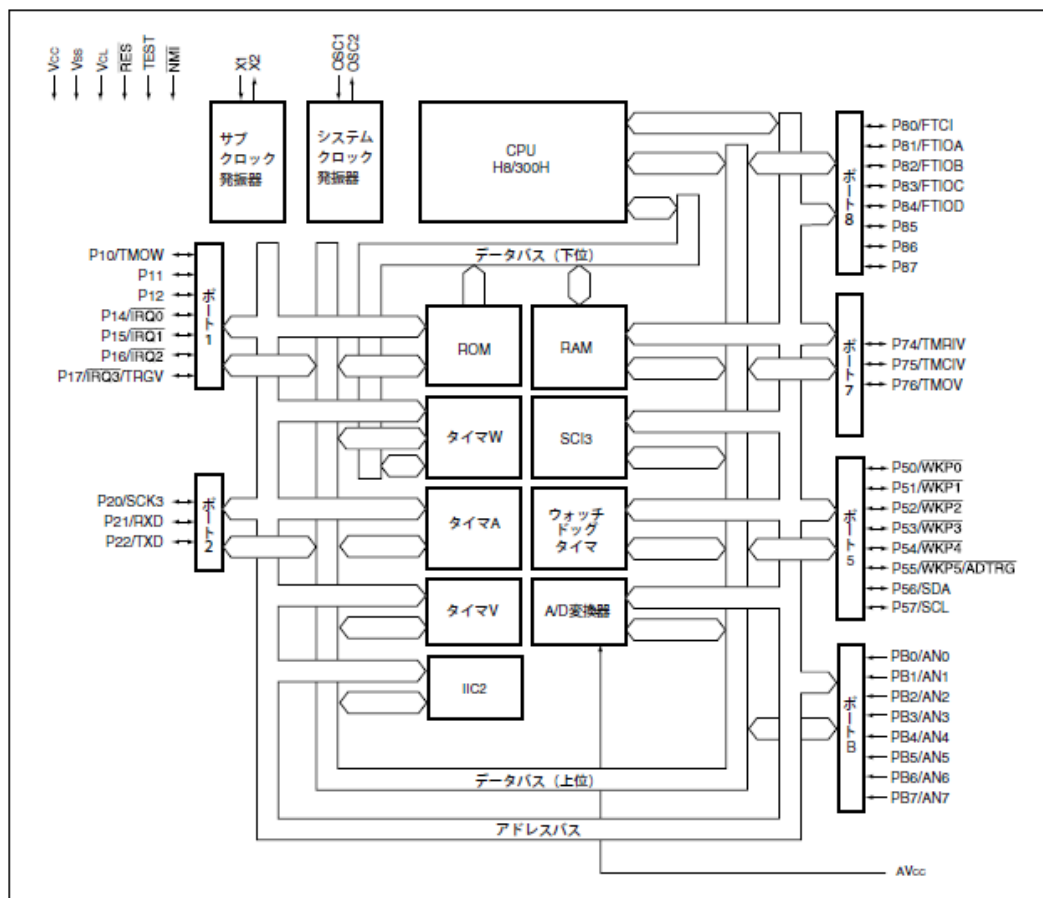 Vcc
Vss
VCL
RES
TEST
NMI
X1
X2
OSC1
OSC2
サブ
クロック
発振器
システム
クロック
発振器
CPU
H8/300H
P80/FTCI
P81/FTIOA
P82/FTIOB
P83/FTIOC
P84/FTIOD
P85
P86
P87
ポート8
P10/TMOW
P11
P12
P14/IRQ0
P15/IRQ1
P16/IRQ2
P17/IRQ3/TRGV
ポート1
データバス（下位）
ROM
RAM
P74/TMRIV
P75/TMCIV
P76/TMOV
ポート7
タイマW
SCI3
P20/SCK3
P21/RXD
P22/TXD
ポート2
タイマA
ウォッチ
ドッグ
タイマ
P50/WKP0
P51/WKP1
P52/WKP2
P53/WKP3
P54/WKP4
P55/WKP5/ADTRG
P56/SDA
P57/SCL
ポート5
タイマV
A/D変換器
IIC2
PB0/AN0
PB1/AN1
PB2/AN2
PB3/AN3
PB4/AN4
PB5/AN5
PB6/AN6
PB7/AN7
ポートB
データバス（上位）
アドレスバス
AVcc